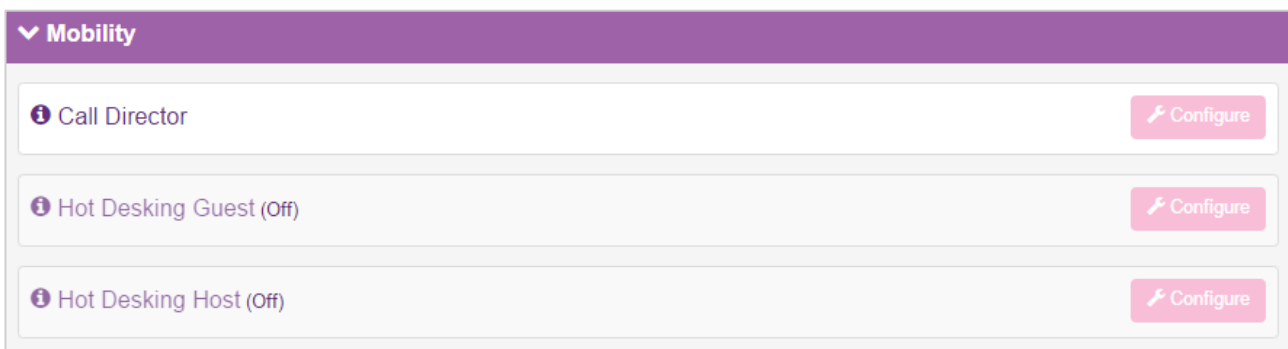 Mobility
Call Director Configure
Hot Desking Guest (Off) Configure
Hot Desking Host (Off) Configure